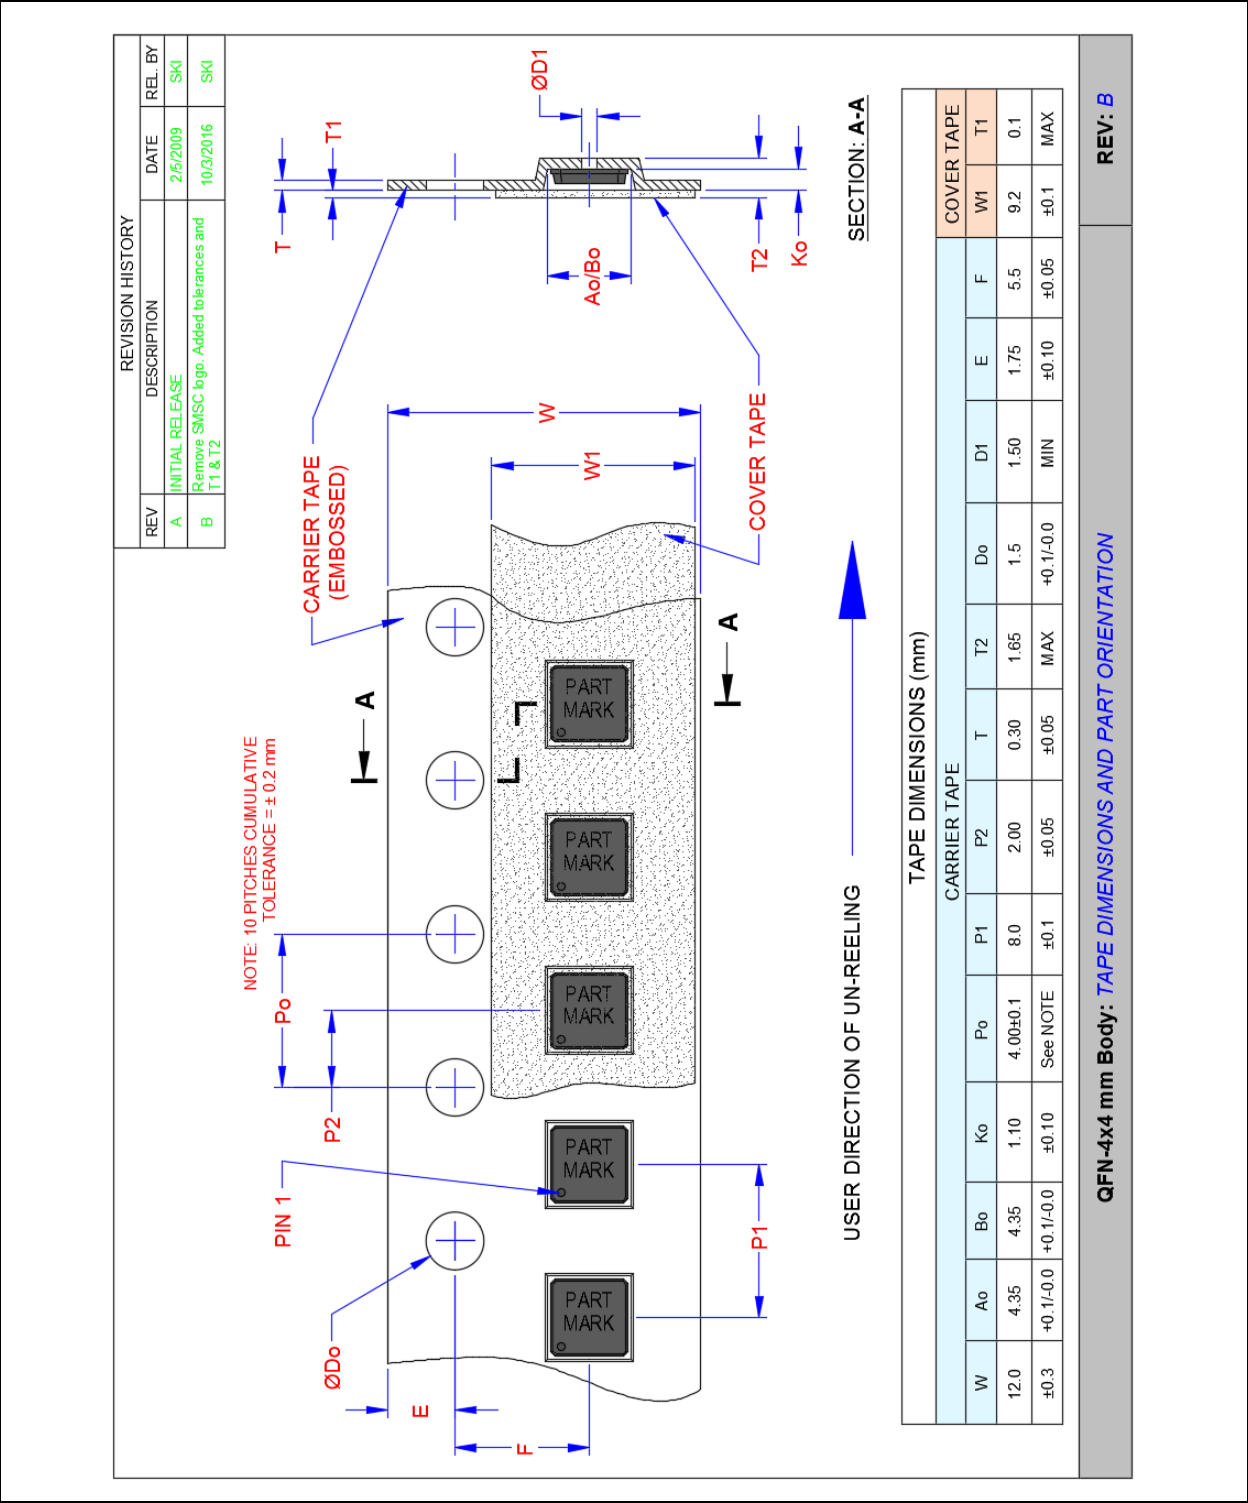 REVISION HISTORY
REV DESCRIPTION DATE REL. BY
A INITIAL RELEASE 2/5/2009 SKI
B Remove SMSC logo. Added tolerances and
T1 & T2 10/3/2016 SKI
NOTE: 10 PITCHES CUMULATIVE
TOLERANCE = ± 0.2 mm
CARRIER TAPE
(EMBOSSED)
T
T1
ØD1
Ao/Bo
T2
Ko
SECTION: A-A
PIN 1
ØDo
P2
Po
A
A
W
W1
COVER TAPE
E
F
P1
PART
MARK
PART
MARK
PART
MARK
PART
MARK
PART
MARK
USER DIRECTION OF UN-REELING
TAPE DIMENSIONS (mm)
CARRIER TAPE COVER TAPE
W Ao Bo Ko Po P1 P2 T T2 Do D1 E F W1 T1
12.0 4.35 4.35 1.10 4.00±0.1 8.0 2.00 0.30 1.65 1.5 1.50 1.75 5.5 9.2 0.1
±0.3 +0.1/-0.0 +0.1/-0.0 ±0.10 See NOTE ±0.1 ±0.05 ±0.05 MAX +0.1/-0.0 MIN ±0.10 ±0.05 ±0.1 MAX
QFN-4x4 mm Body: TAPE DIMENSIONS AND PART ORIENTATION REV: B